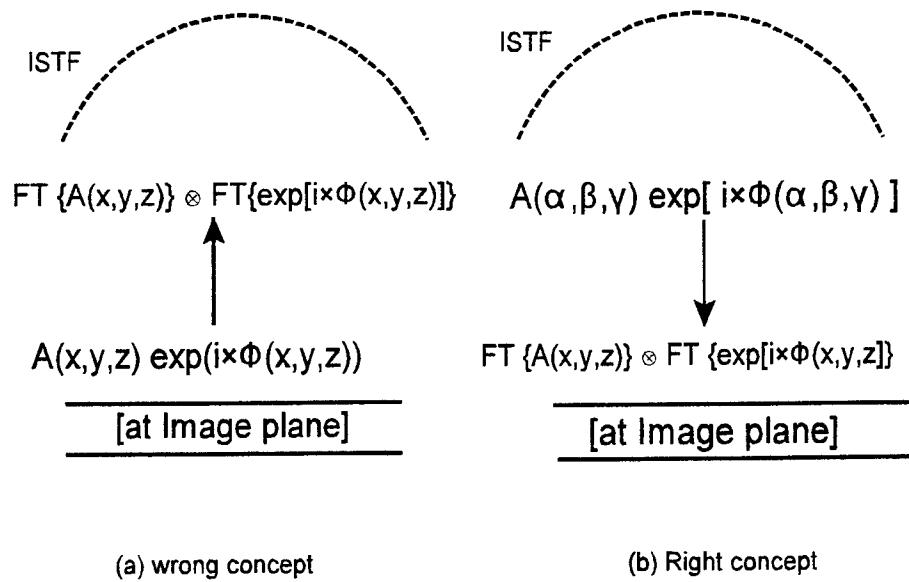 ISTF
FT {A(x,y,z)} ⊗ FT{exp[i×Φ(x,y,z)]}
A(x,y,z) exp(i×Φ(x,y,z))
[at Image plane]
(a) wrong concept
ISTF
A(α,β,γ) exp[ i×Φ(α,β,γ) ]
FT {A(x,y,z)} ⊗ FT {exp[i×Φ(x,y,z]}
[at Image plane]
(b) Right concept